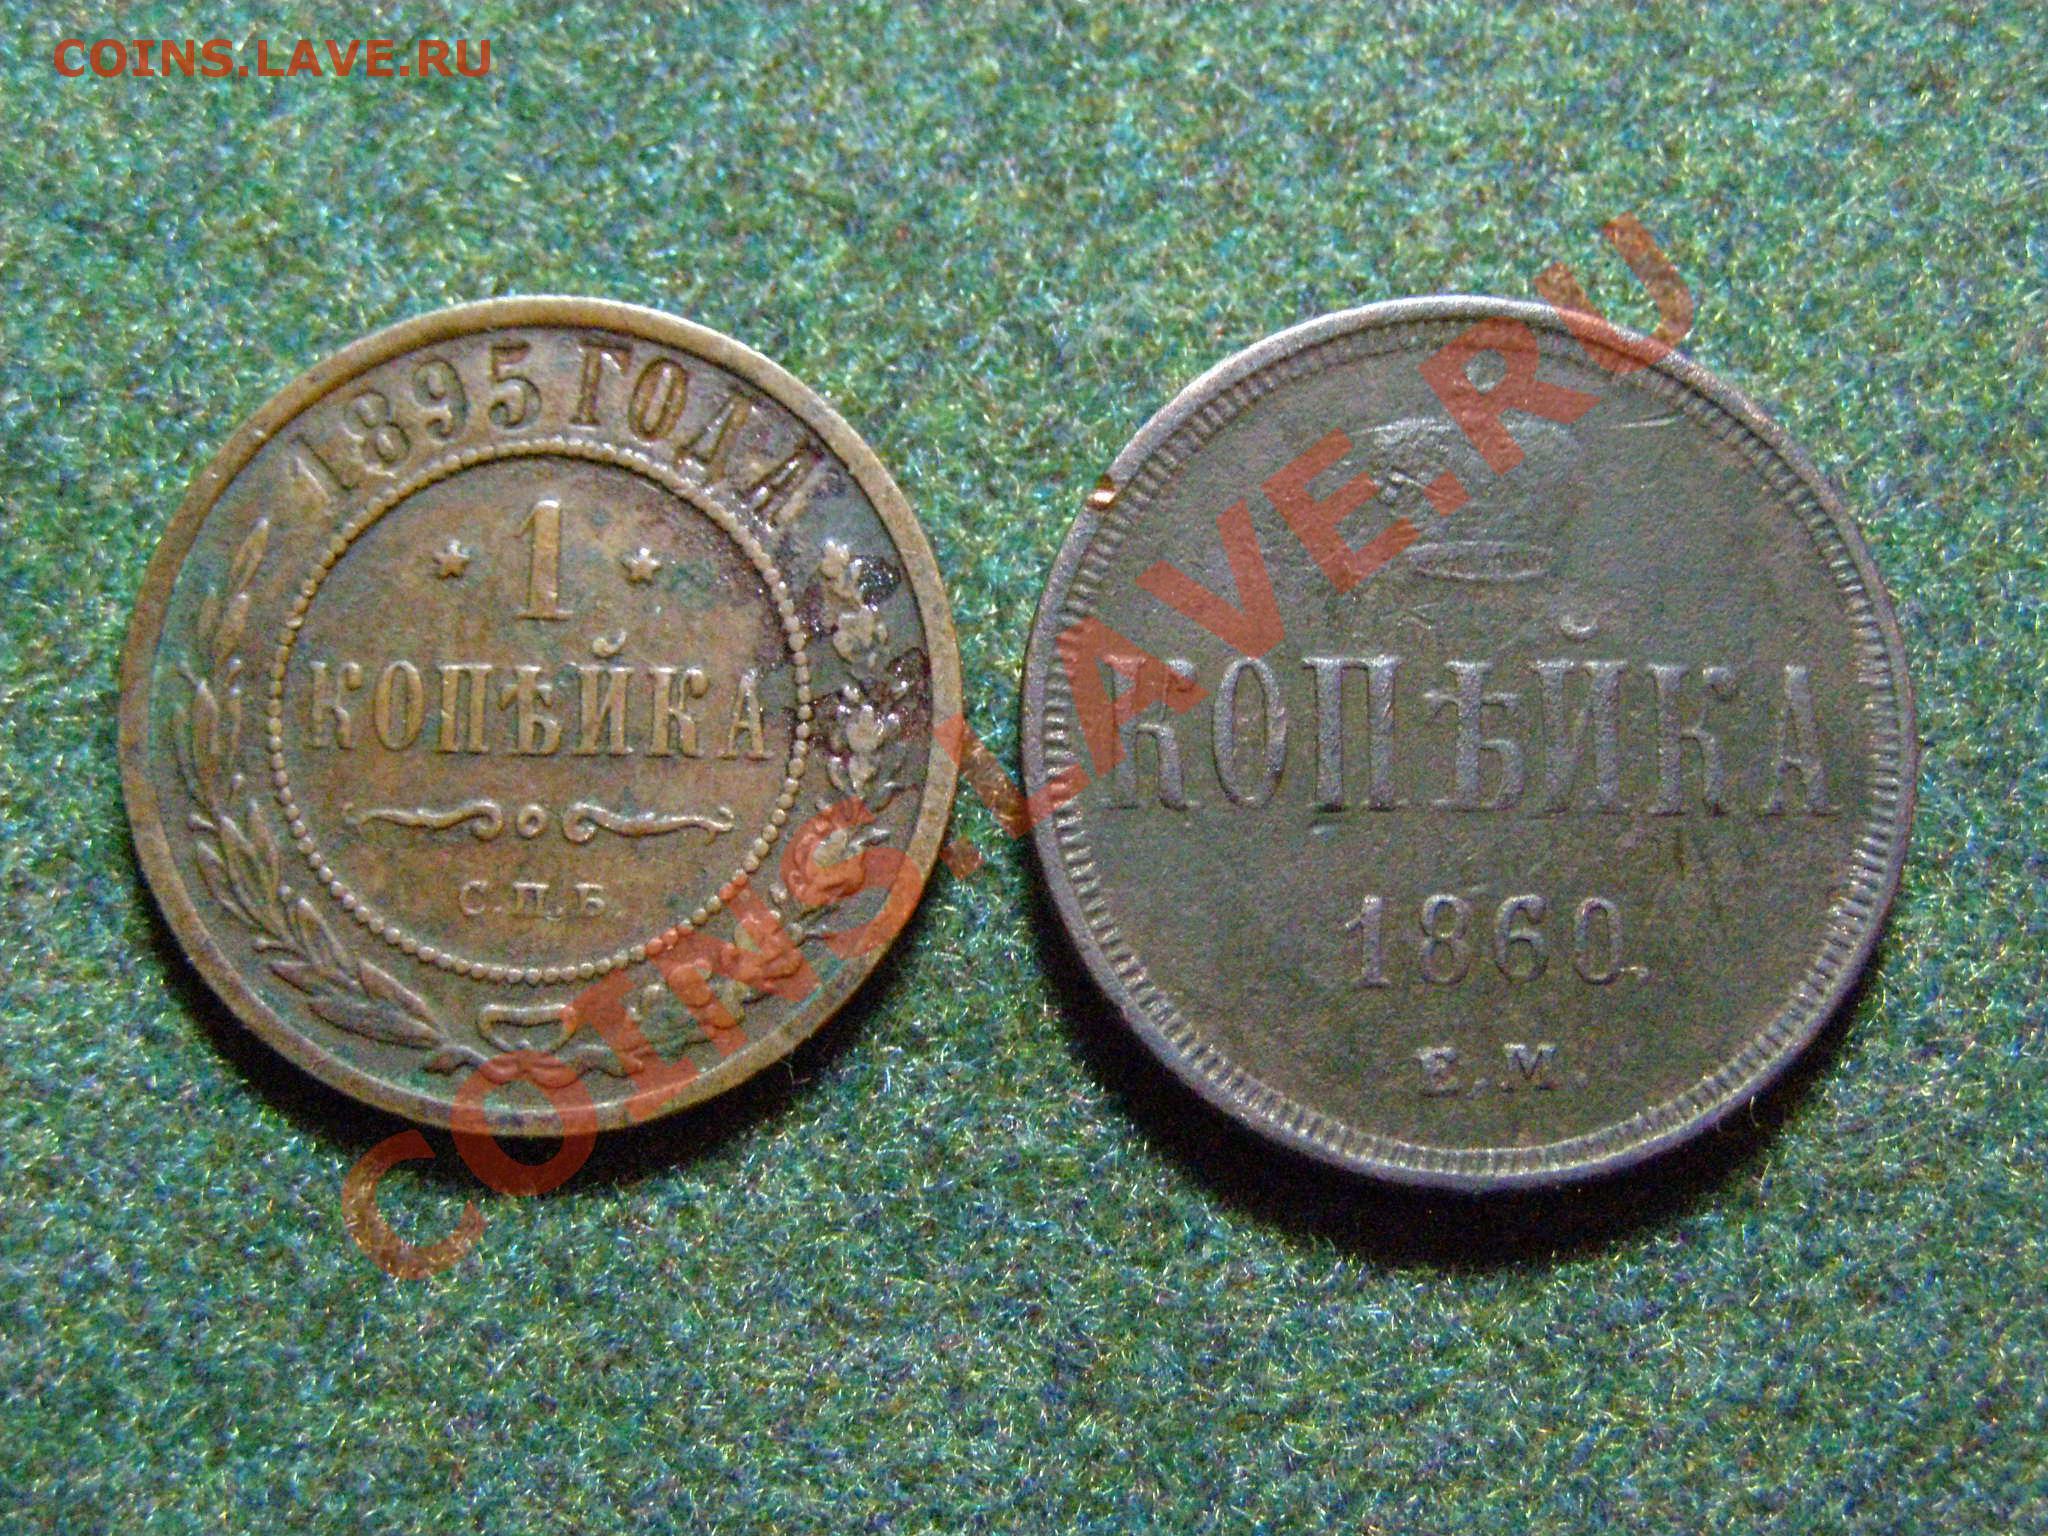 COINS.LAVE.RU
1895 ГОДА
1
КОПѢЙКА
С.П.Б.
КОПѢЙКА
1860.
Е.М.
COINS.LAVE.RU